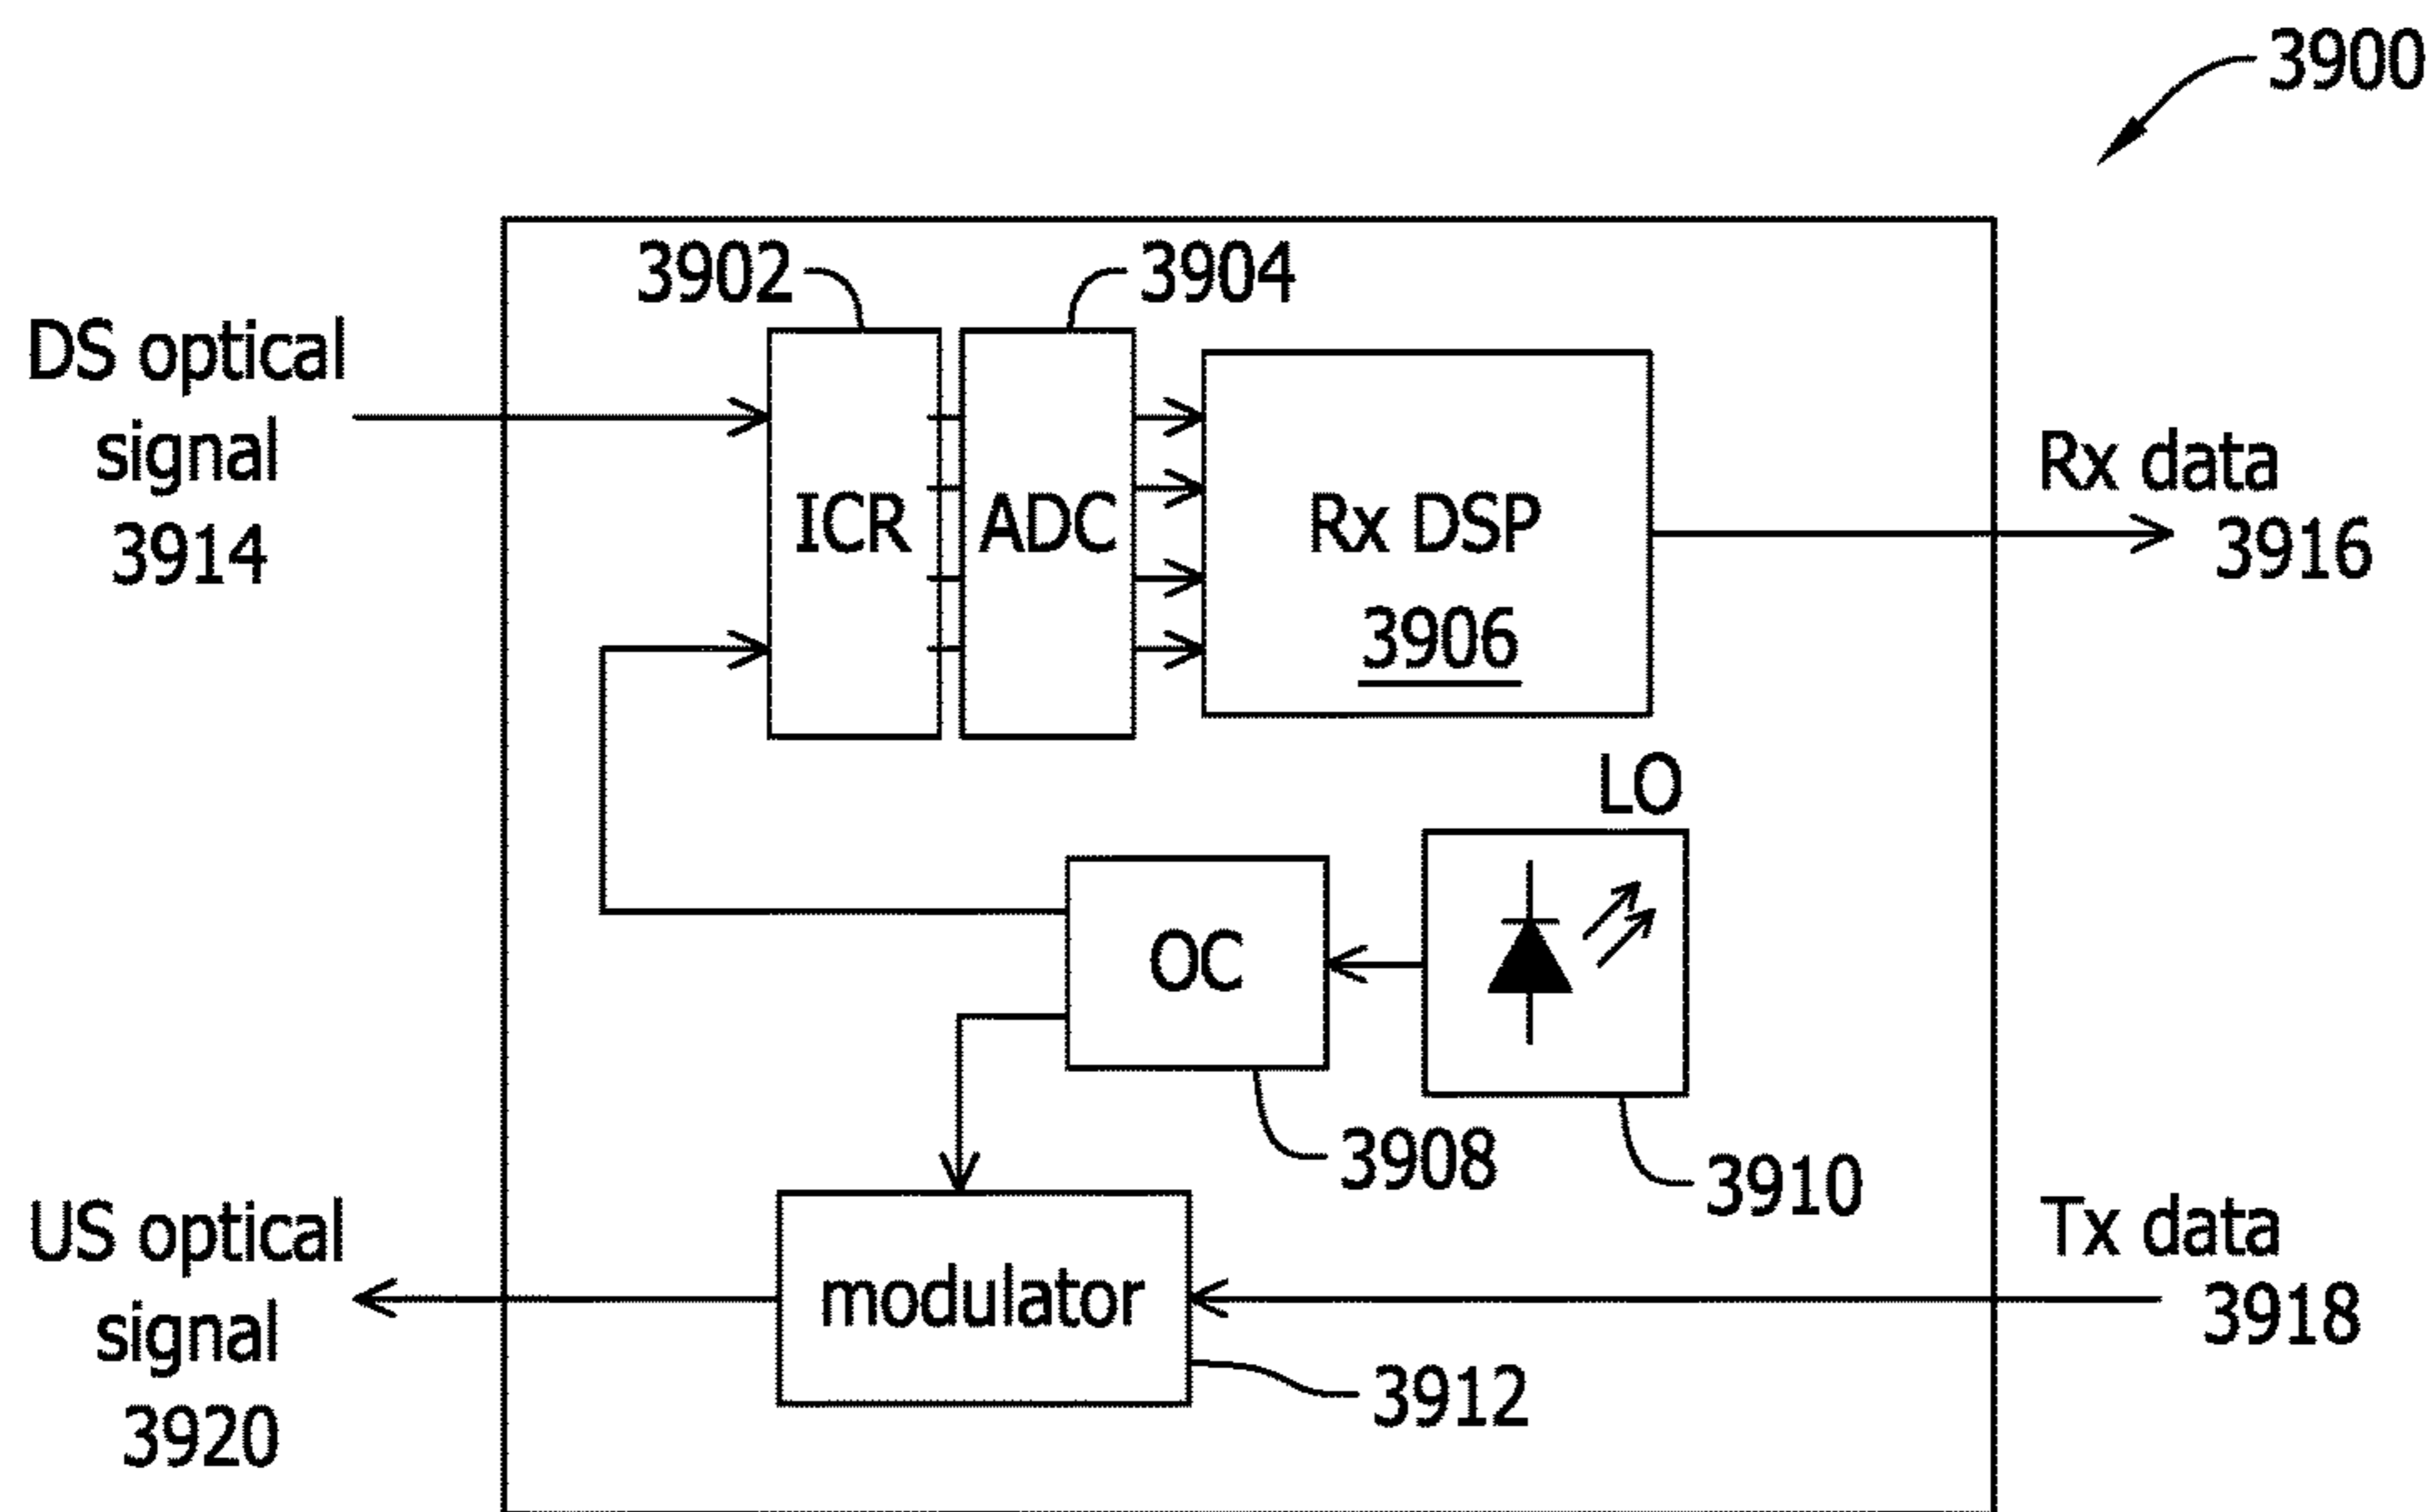 3900
3902
3904
DS optical
signal
3914
ICR
ADC
Rx DSP
3906
Rx data
3916
LO
OC
3908
3910
US optical
signal
3920
modulator
3912
Tx data
3918